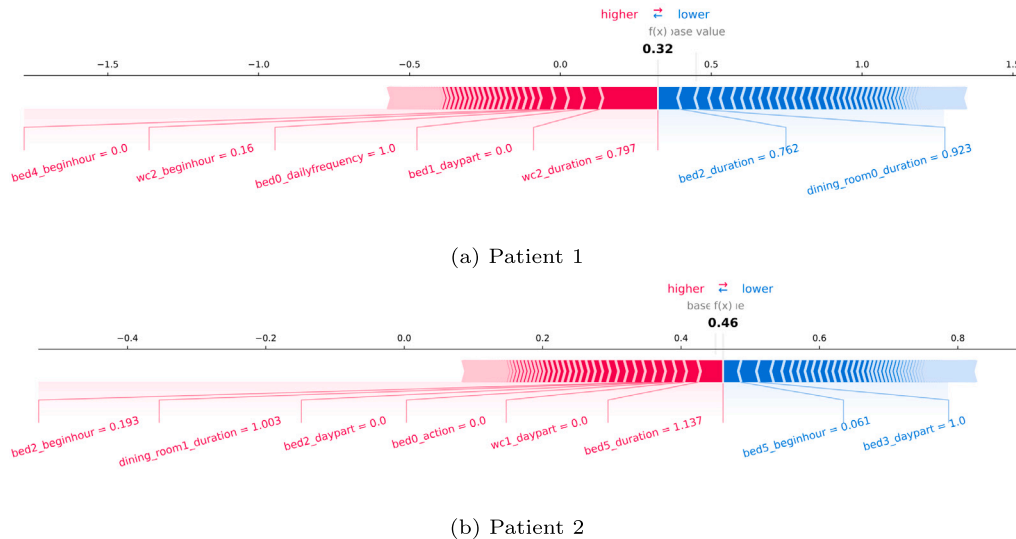 higher ⇄ lower
f(x) base value
0.32
−1.5 −1.0 −0.5 0.0 0.5 1.0 1.5
bed4_beginhour = 0.0 wc2_beginhour = 0.16 bed0_dailyfrequency = 1.0 bed1_daypart = 0.0 wc2_duration = 0.797 bed2_duration = 0.762 dining_room0_duration = 0.923
(a) Patient 1
higher ⇄ lower
base f(x) ue
0.46
−0.4 −0.2 0.0 0.2 0.4 0.6 0.8
bed2_beginhour = 0.193 dining_room1_duration = 1.003 bed2_daypart = 0.0 bed0_action = 0.0 wc1_daypart = 0.0 bed5_duration = 1.137 bed5_beginhour = 0.061 bed3_daypart = 1.0
(b) Patient 2